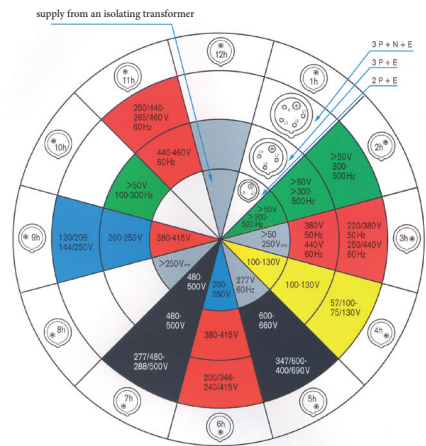 supply from an isolating transformer
3 P + N + E
3 P + E
2 P + E
12h
1h
2h
3h
4h
5h
6h
7h
8h
9h
10h
11h
250/440-
265/460 V
60Hz
440-460V
60Hz
>50V
100-300Hz
120/208-
144/250V
200-250V
380-415V
>250V
480-
500V
480-
500V
277/480-
288/500V
200-
250V
380-415V
200/346-
240/415V
277V
60Hz
600-
660V
347/600-
400/690V
100-130V
100-130V
57/100-
75/130V
>50
250V
380V
50Hz
440V
60Hz
220/380V
50Hz
250/440V
50Hz
>50V
>300-
500Hz
>50V
>300-
500Hz
>50V
300-
500Hz